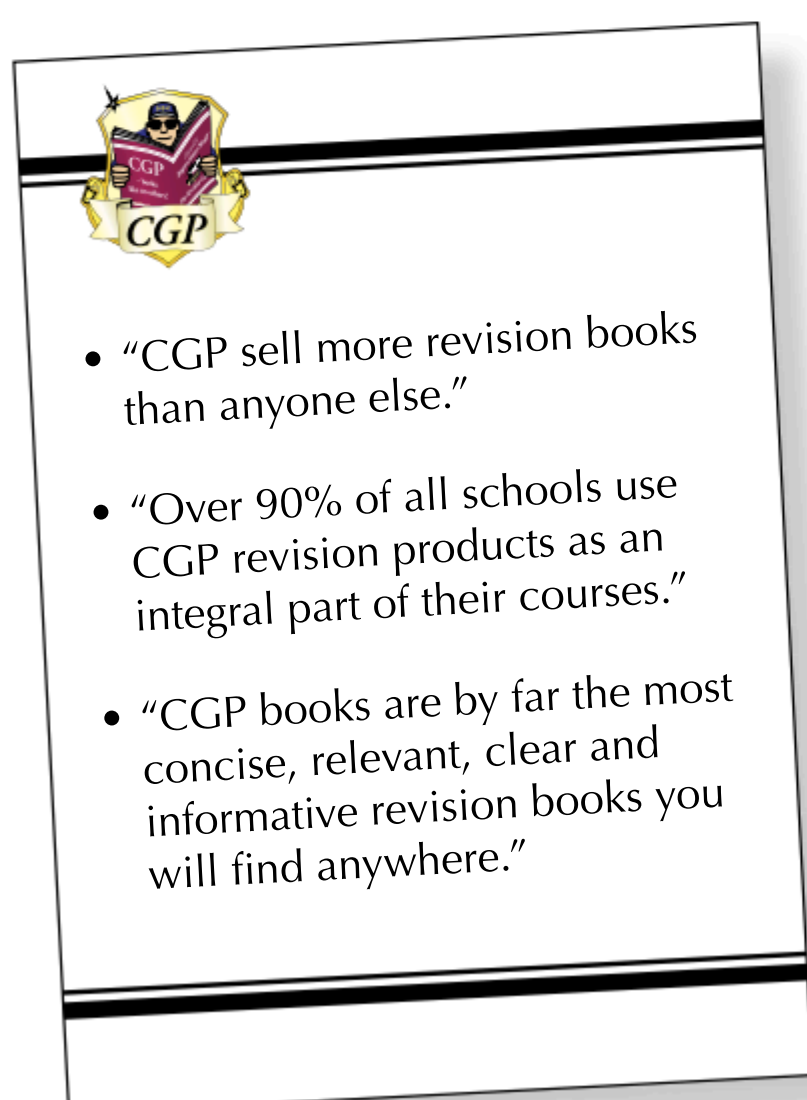 CGP
CGP
• “CGP sell more revision books
than anyone else.”
• “Over 90% of all schools use
CGP revision products as an
integral part of their courses.”
• “CGP books are by far the most
concise, relevant, clear and
informative revision books you
will find anywhere.”